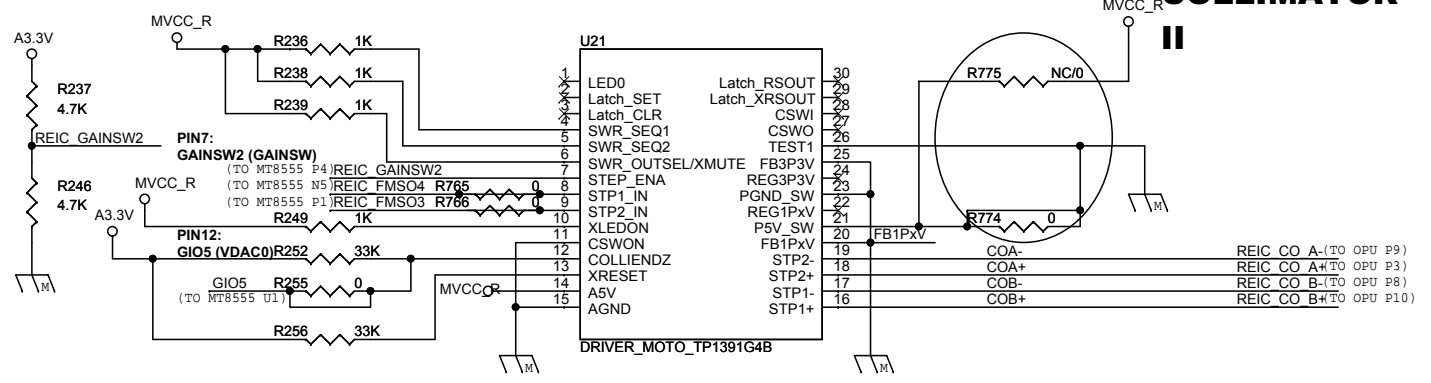 MVCC_R
II
MVCC_R
A3.3V
R236 1K
U21
R237
4.7K
R238 1K
R239 1K
R775 NC/0
REIC_GAINSW2
PIN7:
GAINSW2 (GAINSW)
(TO MT8555 P4) REIC_GAINSW2
(TO MT8555 N5) REIC_FMSO4 R765 0
(TO MT8555 P1) REIC_FMSO3 R766 0
R246
4.7K
MVCC_R
A3.3V
R249 1K
PIN12:
GIO5 (VDAC0) R252 33K
GIO5 R255 0
(TO MT8555 U1)
MVCC_R
R256 33K
1 LED0
2 Latch_SET
3 Latch_CLR
4 SWR_SEQ1
5 SWR_SEQ2
6 SWR_OUTSEL/XMUTE
7 STEP_ENA
8 STP1_IN
9 STP2_IN
10 XLEDON
11 CSWON
12 COLLIENDZ
13 XRESET
14 A5V
15 AGND
Latch_RSOUT 30
Latch_XRSOUT 29
CSWI 28
CSWO 27
TEST1 26
FB3P3V 25
REG3P3V 24
PGND_SW 23
REG1PxV 22
P5V_SW 21
FB1PxV 20
STP2- 19
STP2+ 18
STP1- 17
STP1+ 16
DRIVER_MOTO_TP1391G4B
R774 0
FB1PxV
COA- REIC_CO_A- (TO OPU P9)
COA+ REIC_CO_A+ (TO OPU P3)
COB- REIC_CO_B- (TO OPU P8)
COB+ REIC_CO_B+ (TO OPU P10)
M
M
M
M